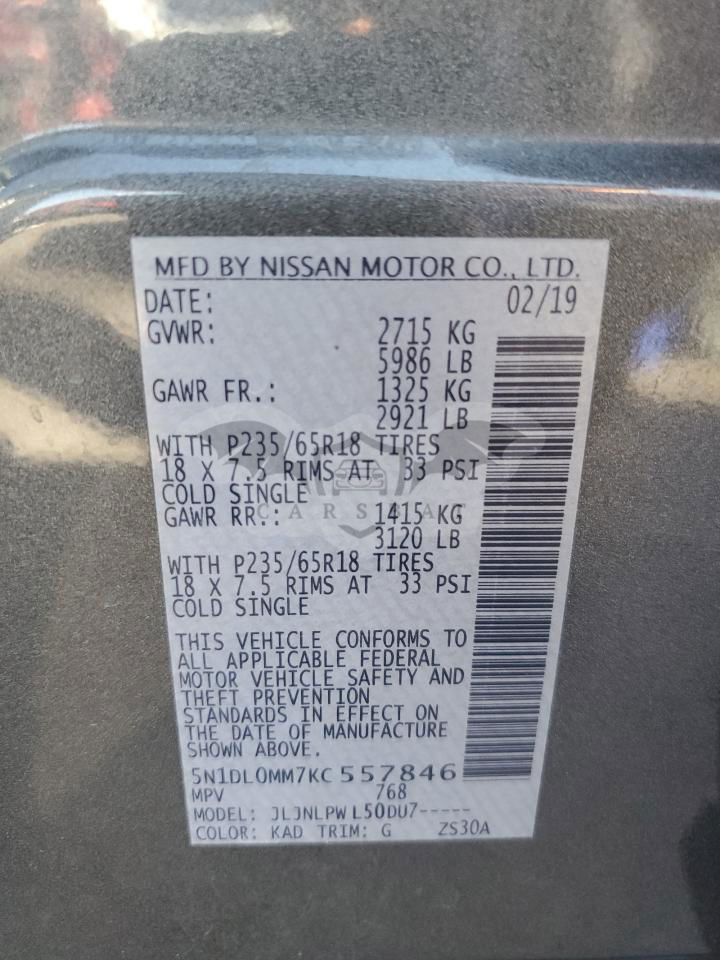 MFD BY NISSAN MOTOR CO., LTD.
DATE: 02/19
GVWR: 2715 KG
5986 LB
GAWR FR.: 1325 KG
2921 LB
WITH P235/65R18 TIRES
18 X 7.5 RIMS AT 33 PSI
COLD SINGLE
GAWR RR.: 1415 KG
3120 LB
WITH P235/65R18 TIRES
18 X 7.5 RIMS AT 33 PSI
COLD SINGLE
THIS VEHICLE CONFORMS TO
ALL APPLICABLE FEDERAL
MOTOR VEHICLE SAFETY AND
THEFT PREVENTION
STANDARDS IN EFFECT ON
THE DATE OF MANUFACTURE
SHOWN ABOVE.
5N1DL0MM7KC 557846
MPV 768
MODEL: JLJNLPW L50DU7-----
COLOR: KAD TRIM: G ZS30A